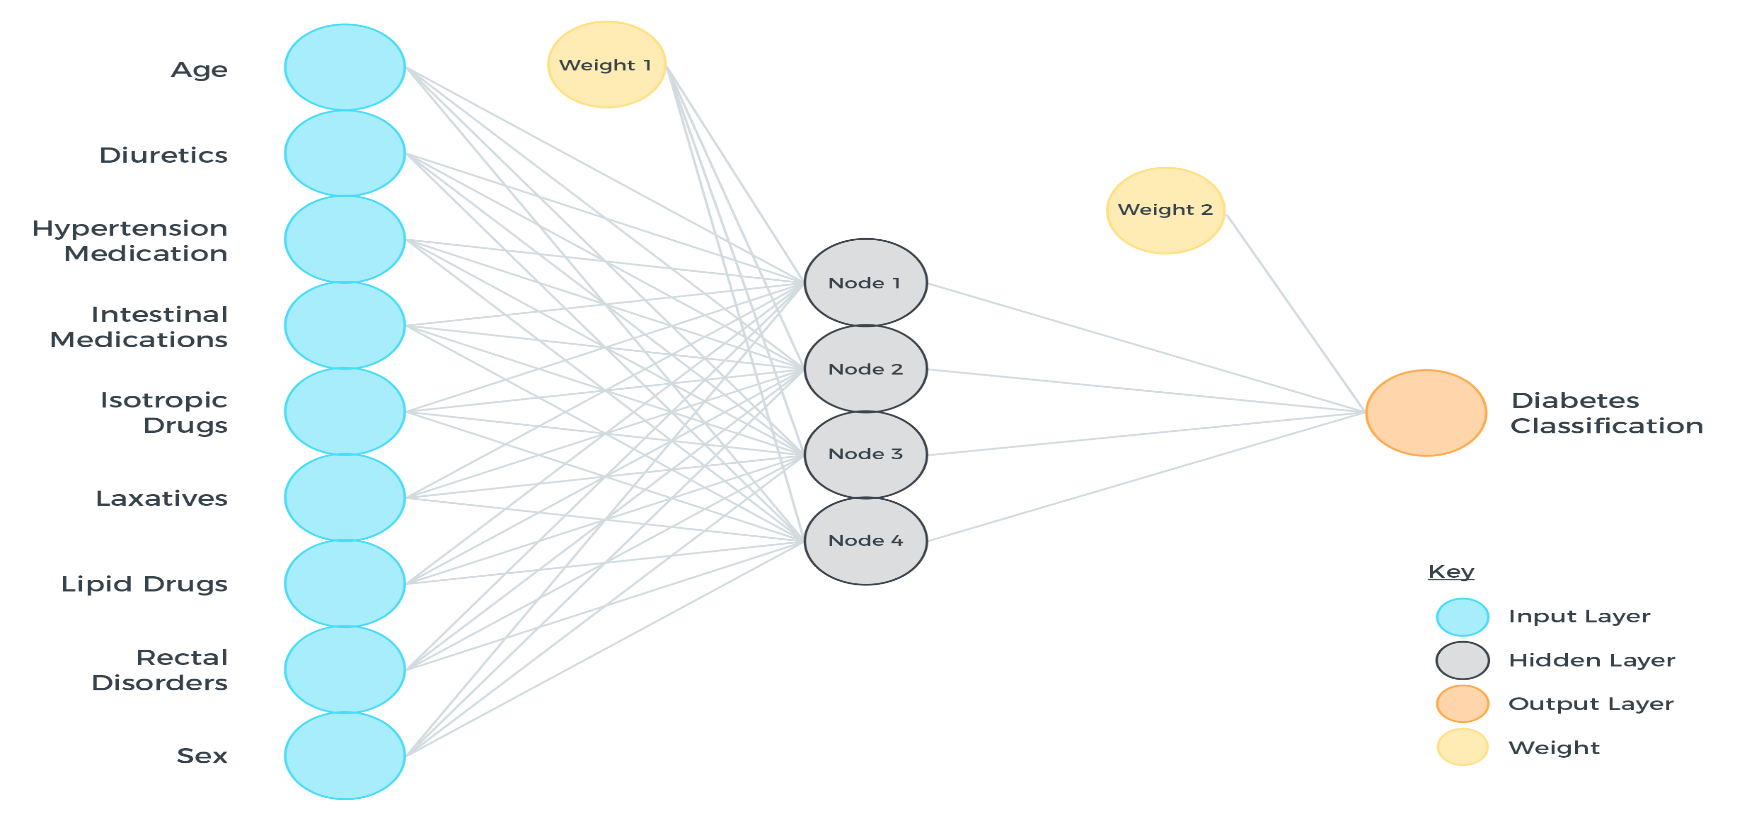 Age
Diuretics
Hypertension
Medication
Intestinal
Medications
Isotropic
Drugs
Laxatives
Lipid Drugs
Rectal
Disorders
Sex
Weight 1
Node 1
Node 2
Node 3
Node 4
Weight 2
Diabetes
Classification
Key
Input Layer
Hidden Layer
Output Layer
Weight